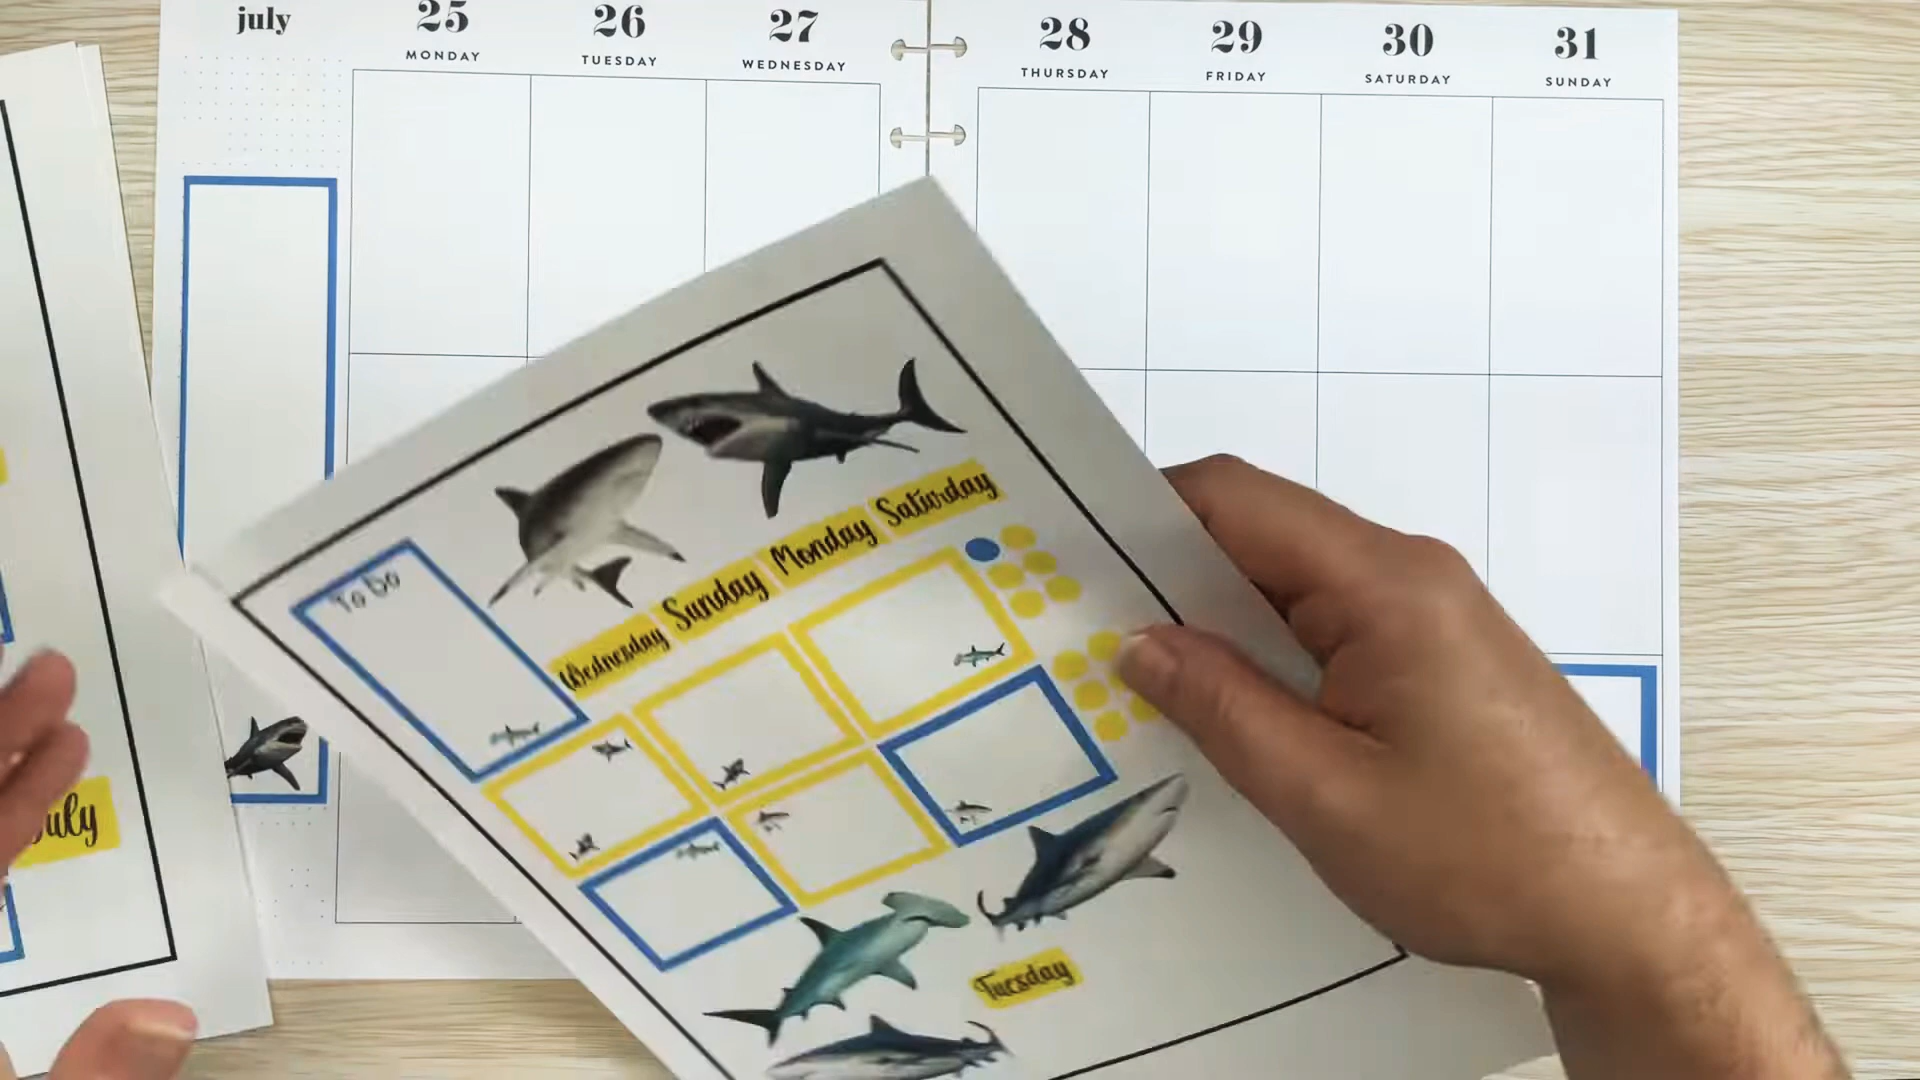 july
25 26 27 28 29 30 31
MONDAY TUESDAY WEDNESDAY THURSDAY FRIDAY SATURDAY SUNDAY
To Do
Wednesday Sunday Monday Saturday
July
Tuesday